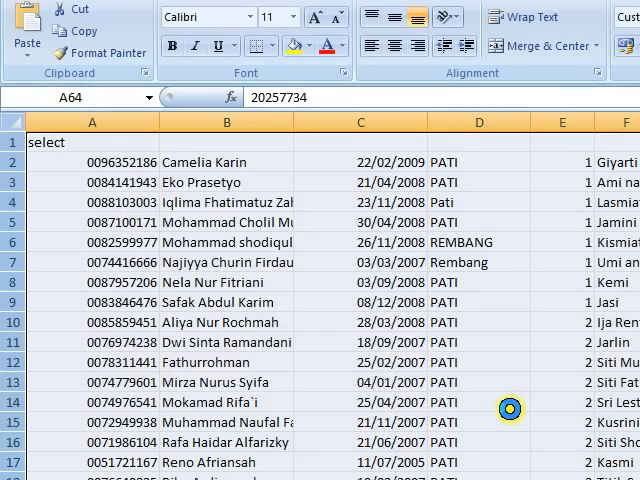 Cut
Copy
Paste
Format Painter
Clipboard
Calibri 11 A A
B I U A
Font
Wrap Text
Merge & Center
Alignment
Cust
A64 fx 20257734
A B C D E F
1 select
2 0096352186 Camelia Karin 22/02/2009 PATI 1 Giyarti
3 0084141943 Eko Prasetyo 21/04/2008 PATI 1 Ami na
4 0088103003 Iqlima Fhatimatuz Zah 23/11/2008 Pati 1 Lasmiat
5 0087100171 Mohammad Cholil Mu 30/04/2008 PATI 1 Jamini
6 0082599977 Mohammad shodiqul 26/11/2008 REMBANG 1 Kismiat
7 0074416666 Najiyya Churin Firdau 03/03/2007 Rembang 1 Umi an
8 0087957206 Nela Nur Fitriani 03/09/2008 PATI 1 Kemi
9 0083846476 Safak Abdul Karim 08/12/2008 PATI 1 Jasi
10 0085859451 Aliya Nur Rochmah 28/03/2008 PATI 2 Ija Ren
11 0076974238 Dwi Sinta Ramandani 18/09/2007 PATI 2 Jarlin
12 0078311441 Fathurrohman 25/02/2007 PATI 2 Siti Mu
13 0074779601 Mirza Nurus Syifa 04/01/2007 PATI 2 Siti Fat
14 0074976541 Mokamad Rifa`i 25/04/2007 PATI 2 Sri Lest
15 0072949938 Muhammad Naufal Fa 21/11/2007 PATI 2 Kusrini
16 0071986104 Rafa Haidar Alfarizky 21/06/2007 PATI 2 Siti Sho
17 0051721167 Reno Afriansah 11/07/2005 PATI 2 Kasmi